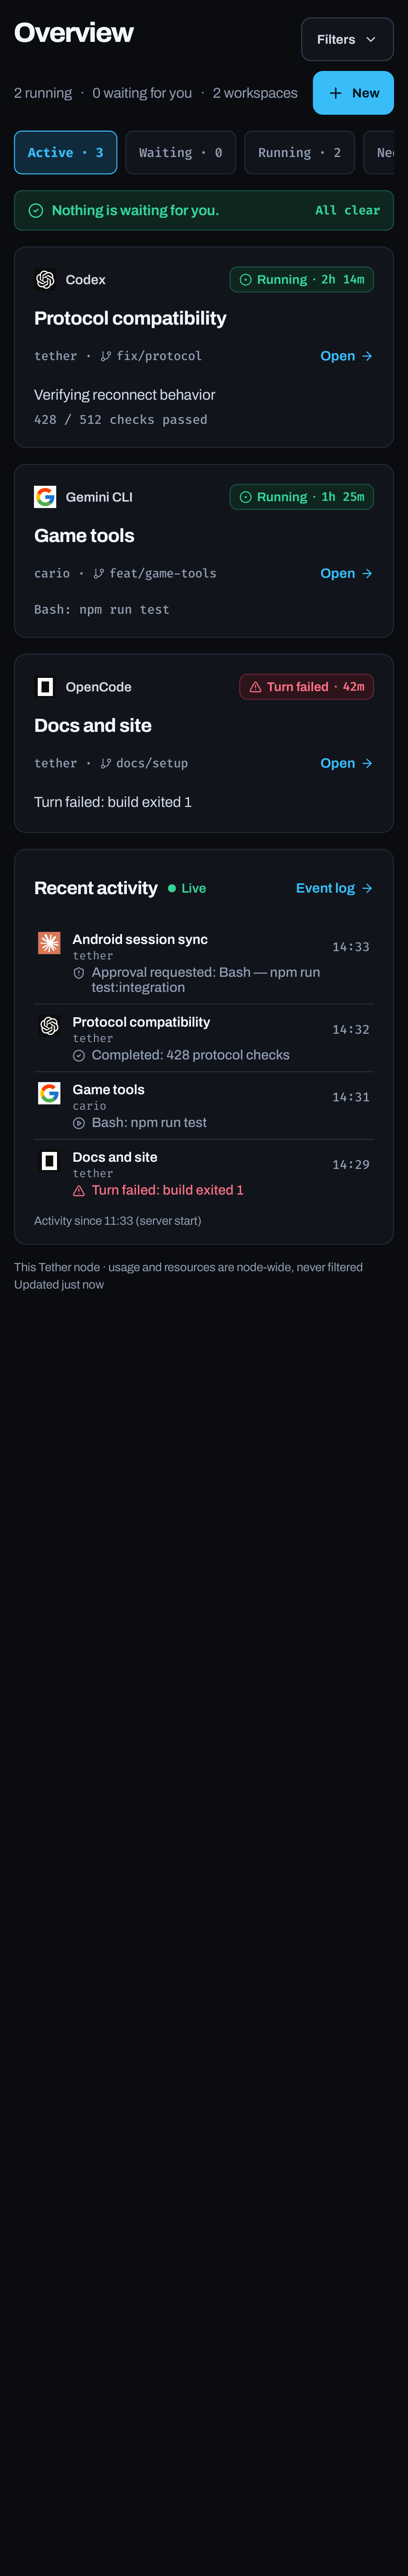 Overview
Filters
2 running · 0 waiting for you · 2 workspaces
New
Active · 3
Waiting · 0
Running · 2
Nothing is waiting for you.
All clear
Codex
Running · 2h 14m
Protocol compatibility
tether · fix/protocol
Open
Verifying reconnect behavior
428 / 512 checks passed
Gemini CLI
Running · 1h 25m
Game tools
cario · feat/game-tools
Open
Bash: npm run test
OpenCode
Turn failed · 42m
Docs and site
tether · docs/setup
Open
Turn failed: build exited 1
Recent activity
Live
Event log
Android session sync
14:33
tether
Approval requested: Bash — npm run
test:integration
Protocol compatibility
14:32
tether
Completed: 428 protocol checks
Game tools
14:31
cario
Bash: npm run test
Docs and site
14:29
tether
Turn failed: build exited 1
Activity since 11:33 (server start)
This Tether node · usage and resources are node-wide, never filtered
Updated just now